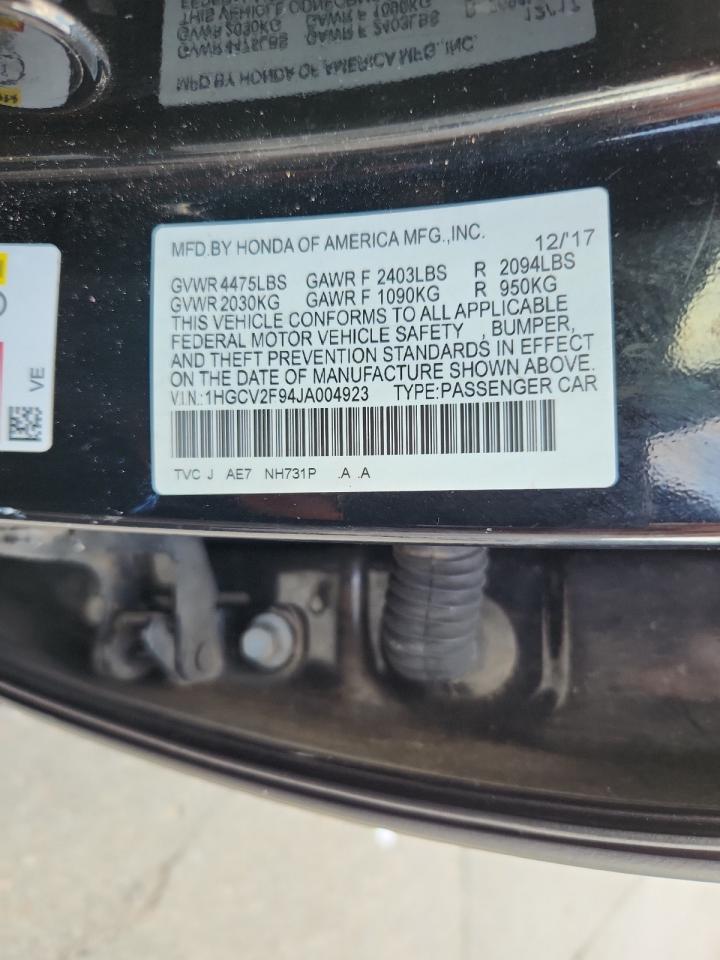 MFD.BY HONDA OF AMERICA MFG.,INC. 12/'17
GVWR 4475LBS GAWR F 2403LBS R 2094LBS
GVWR 2030KG GAWR F 1090KG R 950KG
THIS VEHICLE CONFORMS TO ALL APPLICABLE
FEDERAL MOTOR VEHICLE SAFETY , BUMPER,
AND THEFT PREVENTION STANDARDS IN EFFECT
ON THE DATE OF MANUFACTURE SHOWN ABOVE.
V.I.N.:1HGCV2F94JA004923 TYPE:PASSENGER CAR
TVC J AE7 NH731P .A .A
VE